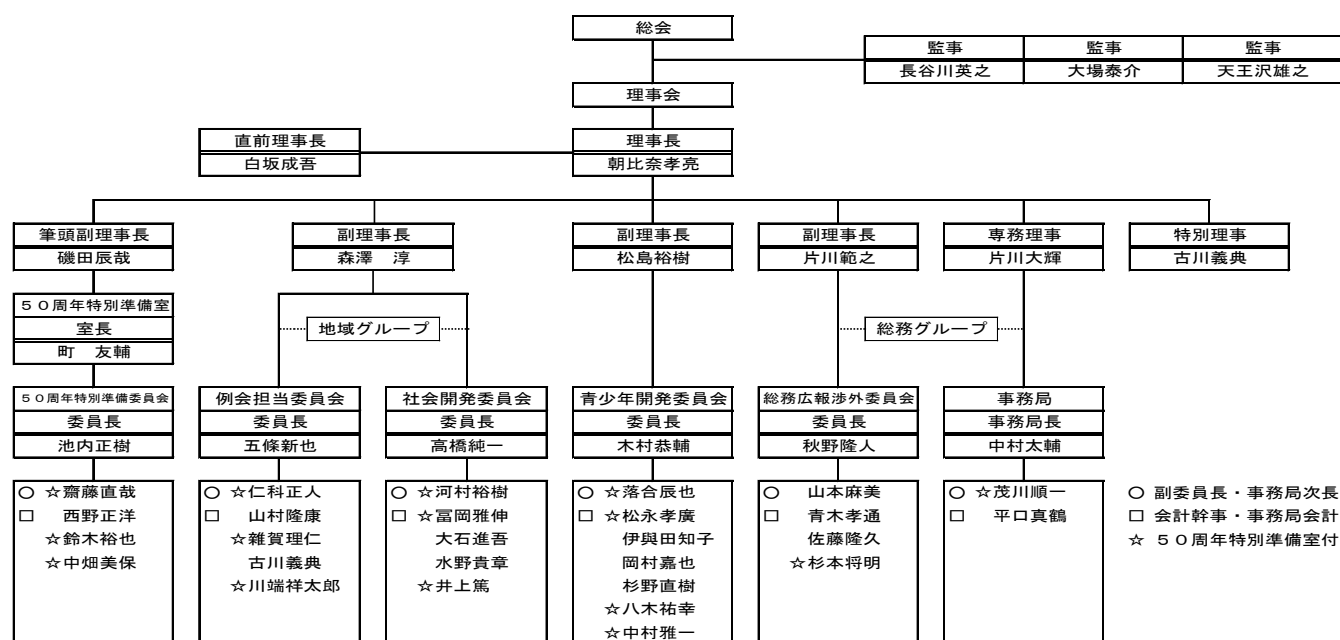 総会
監事 監事 監事
長谷川英之 大場泰介 天王沢雄之
理事会
直前理事長
白坂成吾
理事長
朝比奈孝亮
筆頭副理事長
磯田辰哉
副理事長
森澤 淳
副理事長
松島裕樹
副理事長
片川範之
専務理事
片川大輝
特別理事
古川義典
５０周年特別準備室
室長
町 友輔
地域グループ
総務グループ
５０周年特別準備委員会
委員長
池内正樹
例会担当委員会
委員長
五條新也
社会開発委員会
委員長
高橋純一
青少年開発委員会
委員長
木村恭輔
総務広報渉外委員会
委員長
秋野隆人
事務局
事務局長
中村太輔
○ ☆齋藤直哉
□ 西野正洋
☆鈴木裕也
☆中畑美保
○ ☆仁科正人
□ 山村隆康
☆雑賀理仁
古川義典
☆川端祥太郎
○ ☆河村裕樹
□ ☆冨岡雅伸
大石進吾
水野貴章
☆井上篤
○ ☆落合辰也
□ ☆松永孝廣
伊與田知子
岡村嘉也
杉野直樹
☆八木祐幸
☆中村雅一
○ 山本麻美
□ 青木孝通
佐藤隆久
☆杉本将明
○ ☆茂川順一
□ 平口真鶴
○ 副委員長・事務局次長
□ 会計幹事・事務局会計
☆ ５０周年特別準備室付